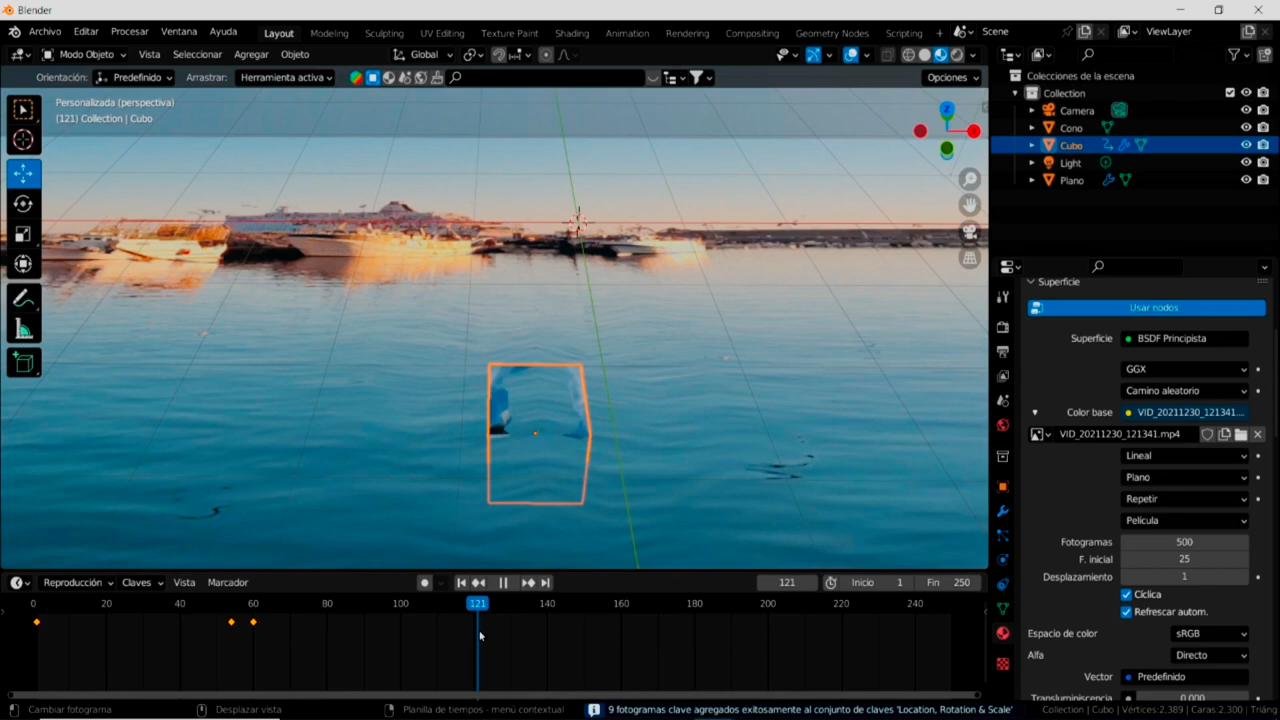 Blender
Archivo Editar Procesar Ventana Ayuda Layout Modeling Sculpting UV Editing Texture Paint Shading Animation Rendering Compositing Geometry Nodes Scripting + Scene ViewLayer
Modo Objeto Vista Seleccionar Agregar Objeto Global
Orientación: Predefinido Arrastrar: Herramienta activa Opciones
Personalizada (perspectiva)
(121) Collection | Cubo
Z
Colecciones de la escena
Collection
Camera
Cono
Cubo
Light
Plano
Superficie
Usar nodos
Superficie BSDF Principista
GGX
Camino aleatorio
Color base VID_20211230_121341...
VID_20211230_121341.mp4
Lineal
Plano
Repetir
Película
Fotogramas 500
F. inicial 25
Desplazamiento 1
Cíclica
Refrescar autom.
Espacio de color sRGB
Alfa Directo
Vector Predefinido
Transluminiscencia 0.000
Reproducción Claves Vista Marcador 121 Inicio 1 Fin 250
0 20 40 60 80 100 121 140 160 180 200 220 240
Cambiar fotograma Desplazar vista Planilla de tiempos - menú contextual 9 fotogramas clave agregados exitosamente al conjunto de claves 'Location, Rotation & Scale' Collection | Cubo | Vértices:2,389 | Caras:2,300 | Triáng